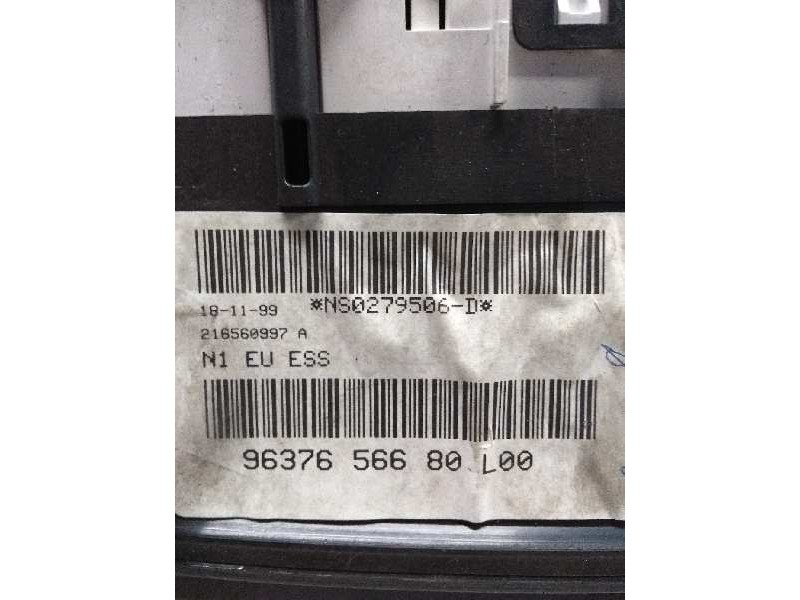 *NS0279506-D*
18-11-99
216560997 A
N1 EU ESS
96376 566 80 L00